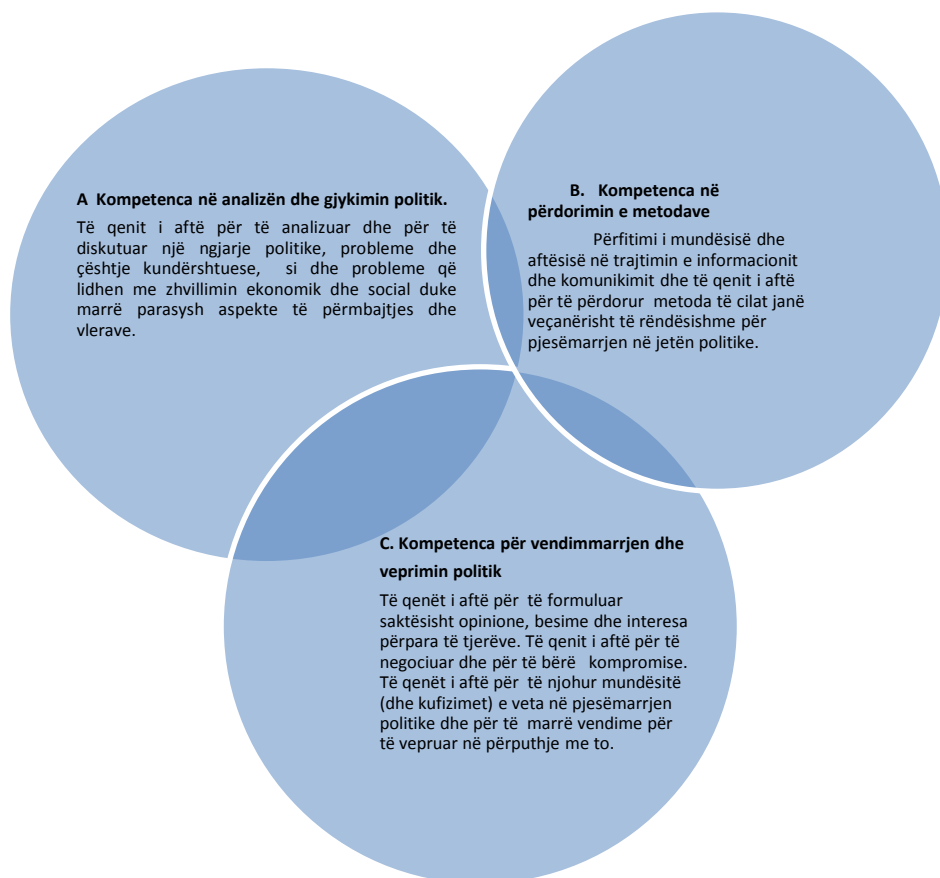 A Kompetenca në analizën dhe gjykimin politik.
Të qenit i aftë për të analizuar dhe për të
diskutuar një ngjarje politike, probleme dhe
çështje kundërshtuese, si dhe probleme që
lidhen me zhvillimin ekonomik dhe social duke
marrë parasysh aspekte të përmbajtjes dhe
vlerave.
B. Kompetenca në
përdorimin e metodave
Përfitimi i mundësisë dhe
aftësisë në trajtimin e informacionit
dhe komunikimit dhe të qenit i aftë
për të përdorur metoda të cilat janë
veçanërisht të rëndësishme për
pjesëmarrjen në jetën politike.
C. Kompetenca për vendimmarrjen dhe
veprimin politik
Të qenët i aftë për të formuluar
saktësisht opinione, besime dhe interesa
përpara të tjerëve. Të qenit i aftë për të
negociuar dhe për të bërë kompromise.
Të qenët i aftë për të njohur mundësitë
(dhe kufizimet) e veta në pjesëmarrjen
politike dhe për të marrë vendime për
të vepruar në përputhje me to.